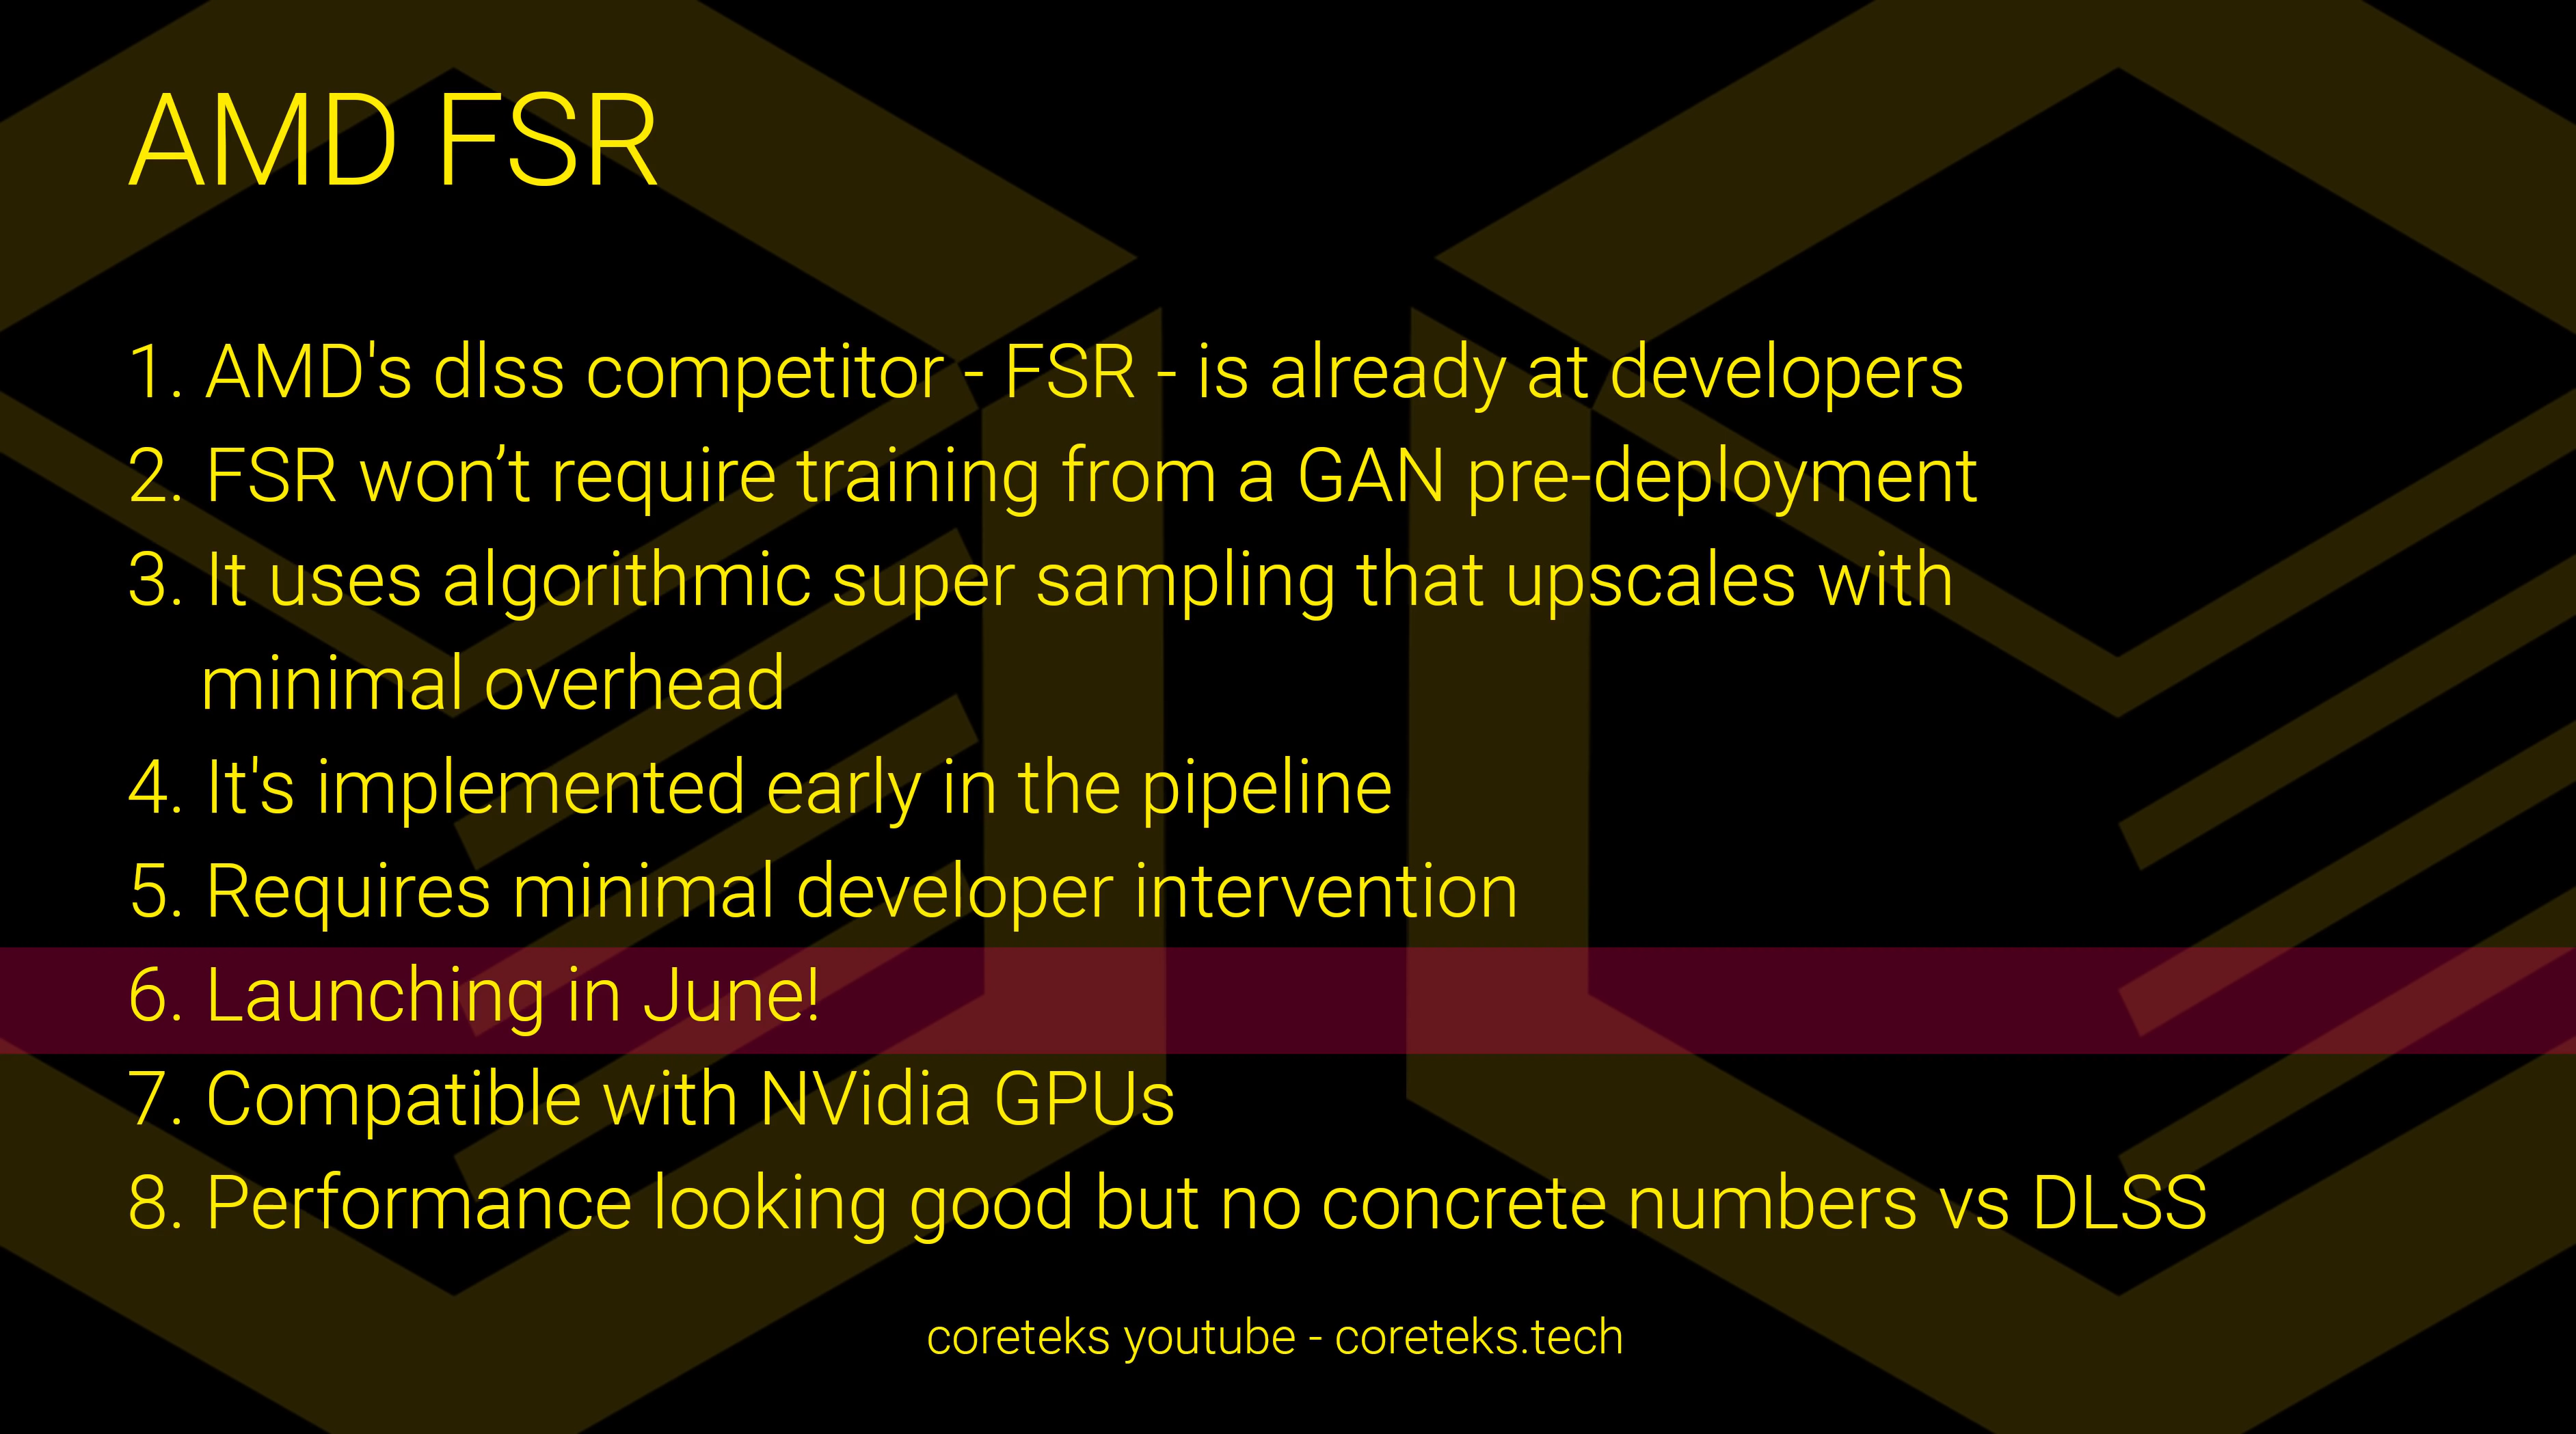 AMD FSR
1. AMD's dlss competitor - FSR - is already at developers
2. FSR won’t require training from a GAN pre-deployment
3. It uses algorithmic super sampling that upscales with
minimal overhead
4. It's implemented early in the pipeline
5. Requires minimal developer intervention
6. Launching in June!
7. Compatible with NVidia GPUs
8. Performance looking good but no concrete numbers vs DLSS
coreteks youtube - coreteks.tech